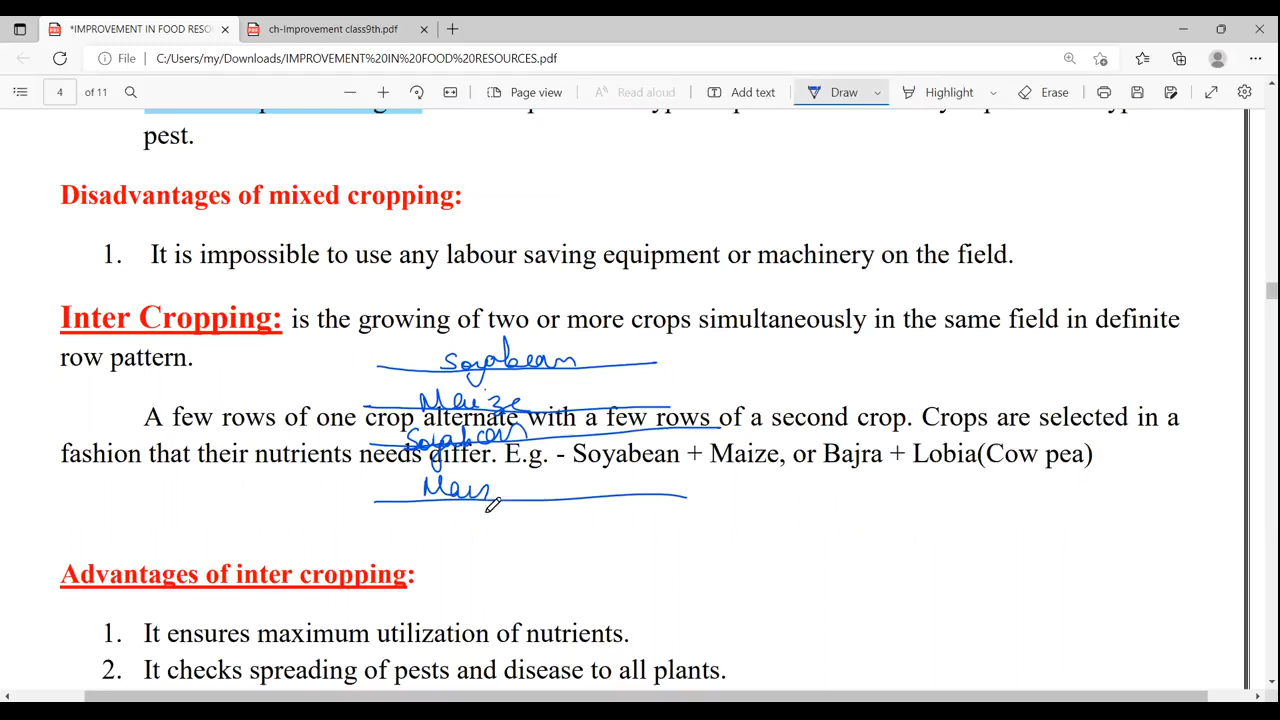 *IMPROVEMENT IN FOOD RESO
ch-improvement class9th.pdf
File C:/Users/my/Downloads/IMPROVEMENT%20IN%20FOOD%20RESOURCES.pdf
4 of 11 Page view Read aloud Add text Draw Highlight Erase
pest.
Disadvantages of mixed cropping:
1. It is impossible to use any labour saving equipment or machinery on the field.
Inter Cropping: is the growing of two or more crops simultaneously in the same field in definite
row pattern.
Soyabean
Maize
A few rows of one crop alternate with a few rows of a second crop. Crops are selected in a
Soyabean
fashion that their nutrients needs differ. E.g. - Soyabean + Maize, or Bajra + Lobia(Cow pea)
Mais
Advantages of inter cropping:
1. It ensures maximum utilization of nutrients.
2. It checks spreading of pests and disease to all plants.